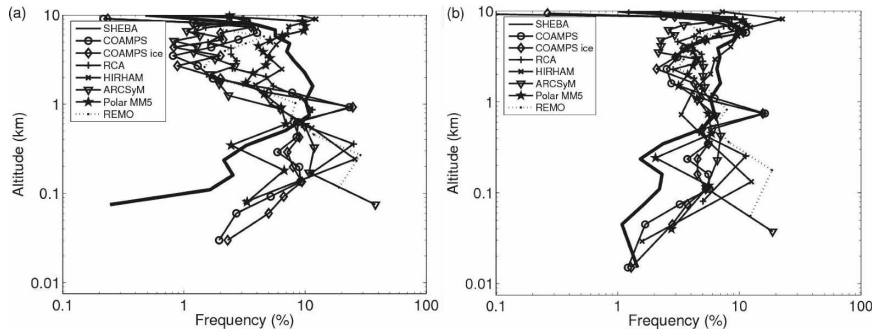 (a)
10
1
0.1
0.01
Altitude (km)
SHEBA
COAMPS
COAMPS ice
RCA
HIRHAM
ARCSyM
Polar MM5
REMO
0.1
1
10
100
Frequency (%)
(b)
10
1
0.1
0.01
Altitude (km)
SHEBA
COAMPS
COAMPS ice
RCA
HIRHAM
ARCSyM
Polar MM5
REMO
0.1
1
10
100
Frequency (%)